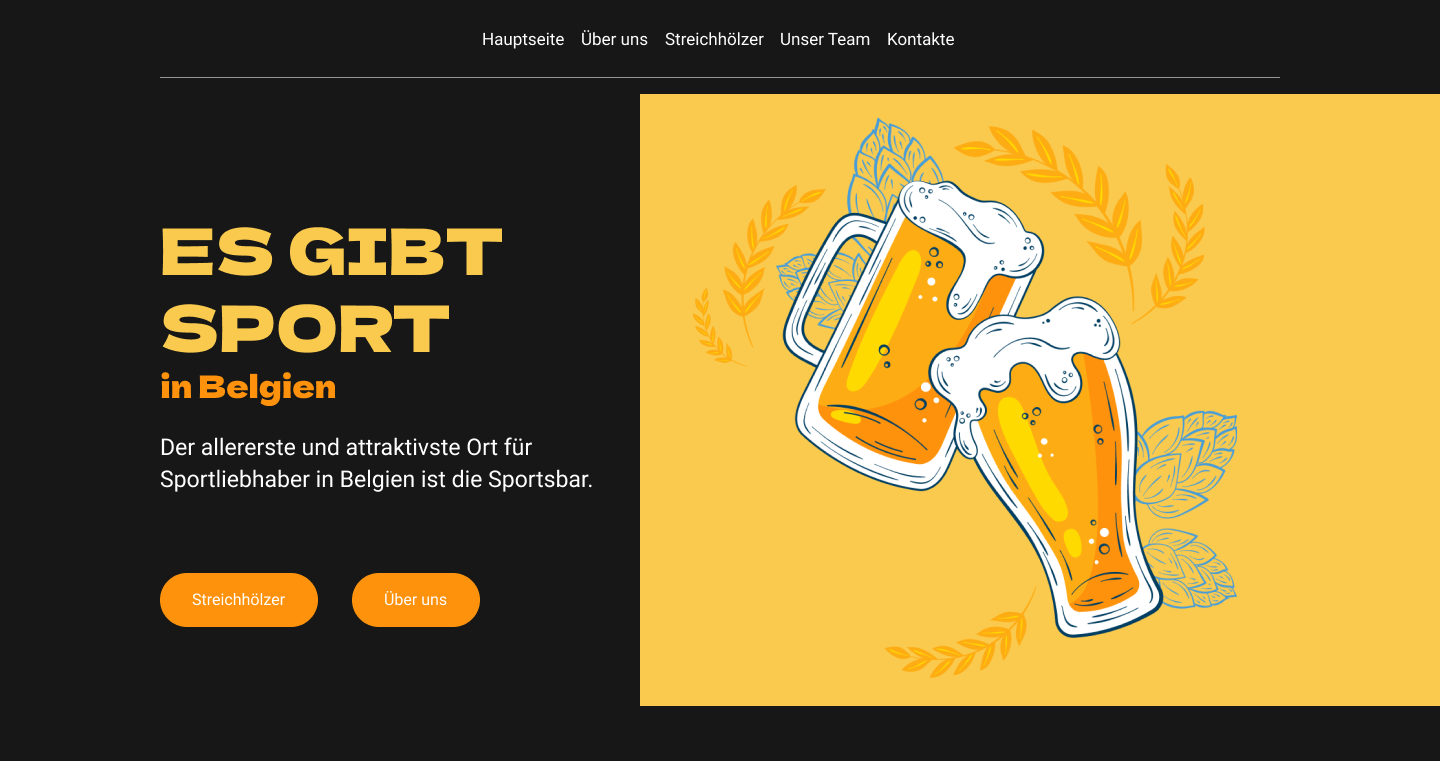 Hauptseite Über uns Streichhölzer Unser Team Kontakte
ES GIBT
SPORT
in Belgien
Der allererste und attraktivste Ort für
Sportliebhaber in Belgien ist die Sportsbar.
Streichhölzer Über uns